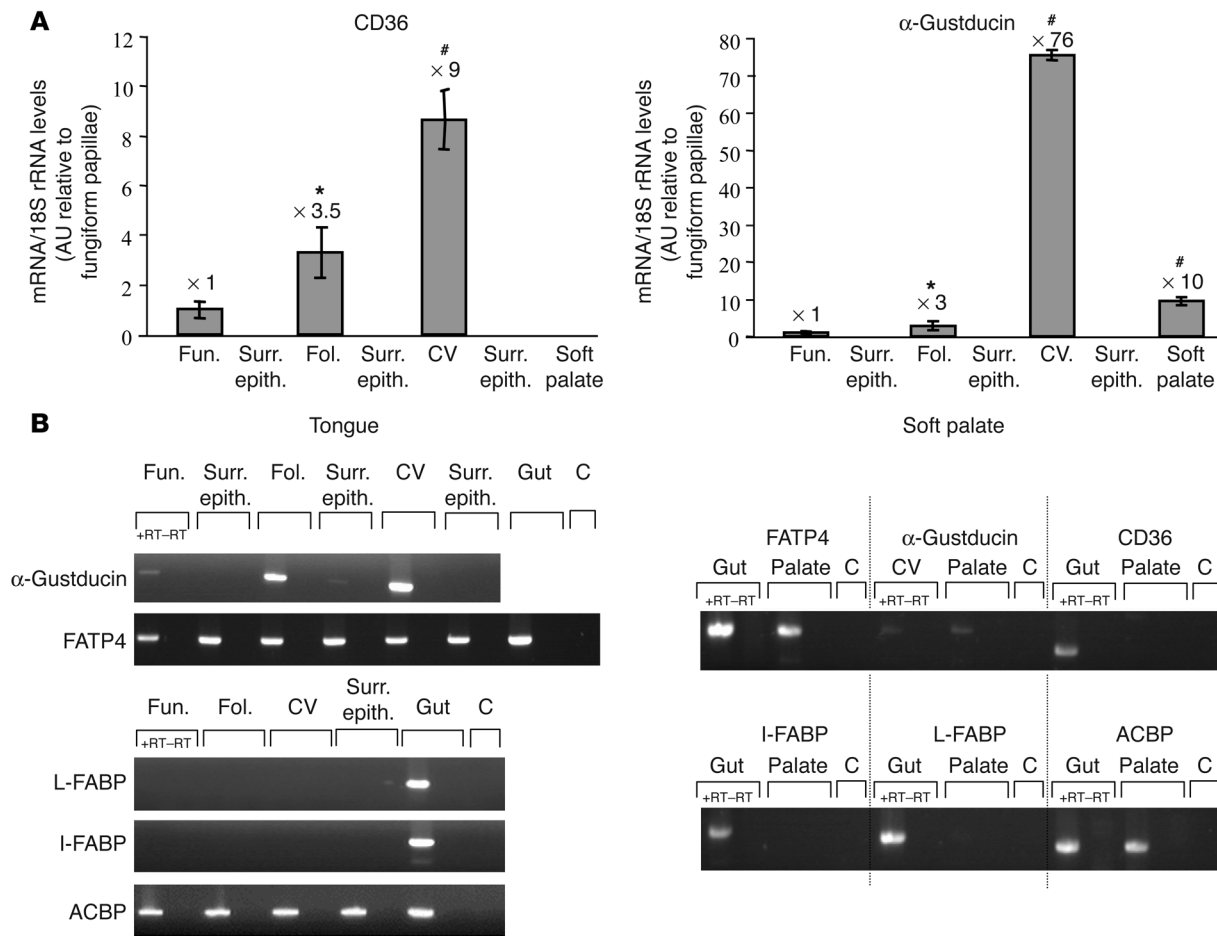 A
CD36
mRNA/18S rRNA levels
(AU relative to
fungiform papillae)
12
10
8
6
4
2
0
× 1
*
× 3.5
#
× 9
Fun. Surr. Fol. Surr. CV Surr. Soft
epith. epith. epith. palate
α-Gustducin
mRNA/18S rRNA levels
(AU relative to
fungiform papillae)
80
70
60
50
40
30
20
10
0
× 1
*
× 3
#
× 76
#
× 10
Fun. Surr. Fol. Surr. CV. Surr. Soft
epith. epith. epith. palate
B
Tongue
Fun. Surr. Fol. Surr. CV Surr. Gut C
epith. epith. epith.
+RT–RT
α-Gustducin
FATP4
Surr.
Fun. Fol. CV epith. Gut C
+RT–RT
L-FABP
I-FABP
ACBP
Soft palate
FATP4 α-Gustducin CD36
Gut Palate C CV Palate C Gut Palate C
+RT–RT +RT–RT +RT–RT
I-FABP L-FABP ACBP
Gut Palate C Gut Palate C Gut Palate C
+RT–RT +RT–RT +RT–RT